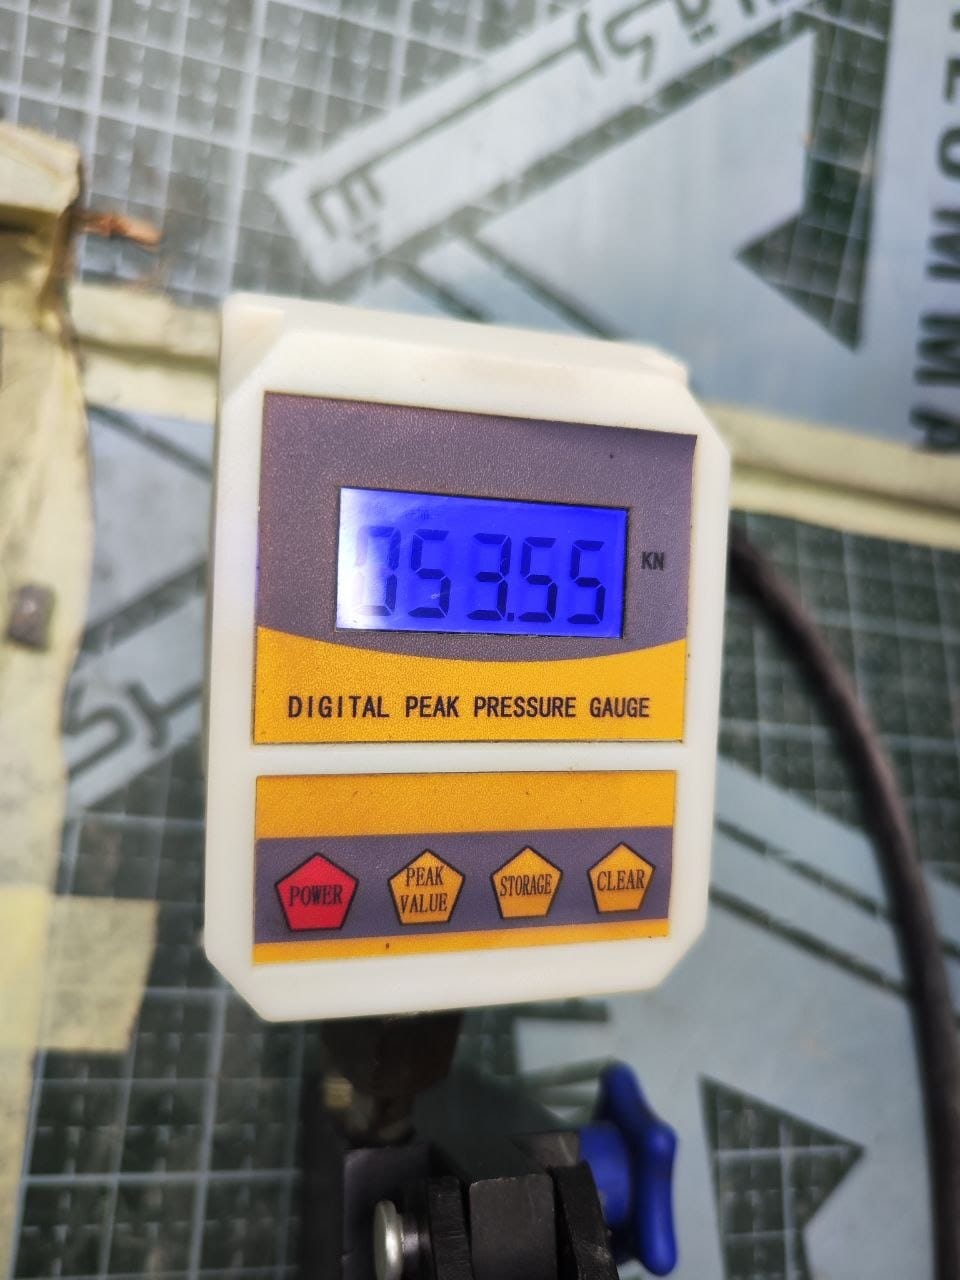 053.55
KN
DIGITAL PEAK PRESSURE GAUGE
POWER
PEAK VALUE
STORAGE
CLEAR